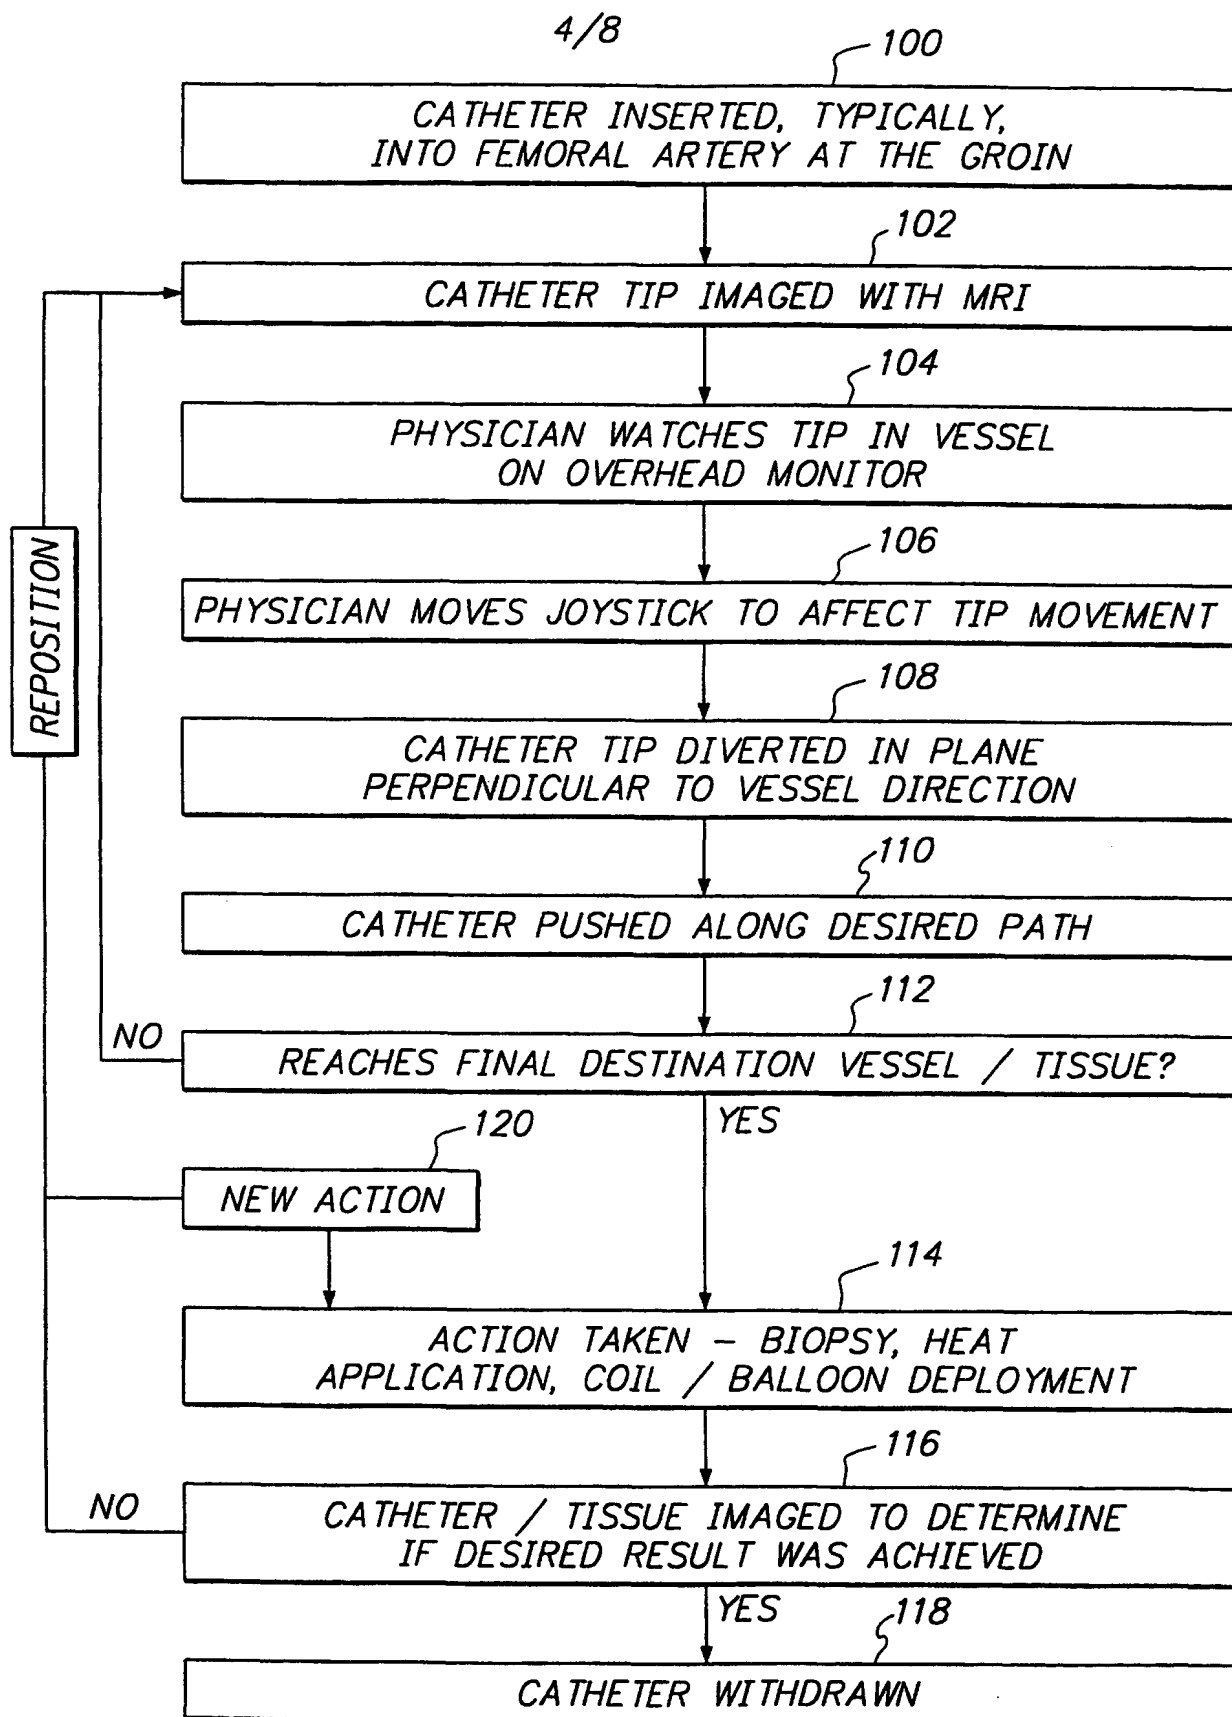 4/8
100
CATHETER INSERTED, TYPICALLY,
INTO FEMORAL ARTERY AT THE GROIN
102
CATHETER TIP IMAGED WITH MRI
104
PHYSICIAN WATCHES TIP IN VESSEL
ON OVERHEAD MONITOR
REPOSITION
106
PHYSICIAN MOVES JOYSTICK TO AFFECT TIP MOVEMENT
108
CATHETER TIP DIVERTED IN PLANE
PERPENDICULAR TO VESSEL DIRECTION
110
CATHETER PUSHED ALONG DESIRED PATH
112
NO
REACHES FINAL DESTINATION VESSEL / TISSUE?
YES
120
NEW ACTION
114
ACTION TAKEN – BIOPSY, HEAT
APPLICATION, COIL / BALLOON DEPLOYMENT
116
NO
CATHETER / TISSUE IMAGED TO DETERMINE
IF DESIRED RESULT WAS ACHIEVED
YES
118
CATHETER WITHDRAWN